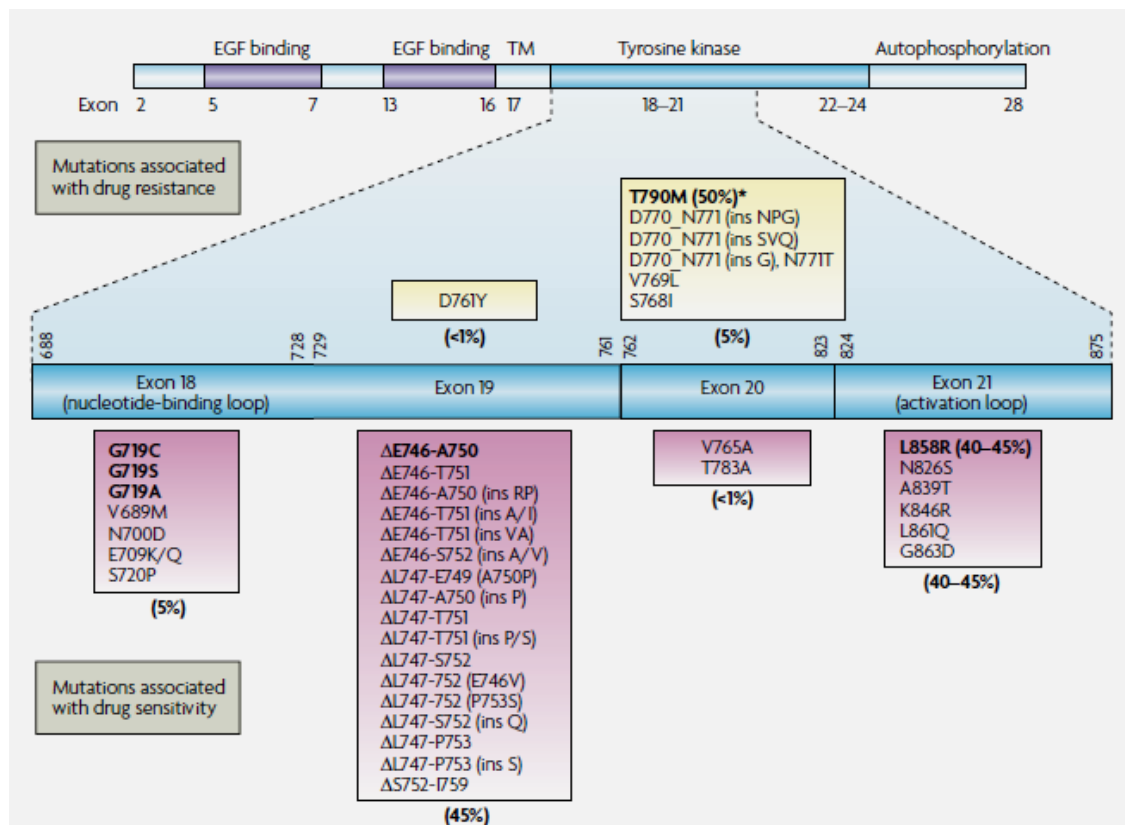 EGF binding
EGF binding
TM
Tyrosine kinase
Autophosphorylation
Exon
2
5
7
13
16
17
18–21
22–24
28
Mutations associated
with drug resistance
T790M (50%)*
D770_N771 (ins NPG)
D770_N771 (ins SVQ)
D770_N771 (ins G), N771T
V769L
S768I
(5%)
D761Y
(<1%)
688
728
729
761
762
823
824
875
Exon 18
(nucleotide-binding loop)
Exon 19
Exon 20
Exon 21
(activation loop)
G719C
G719S
G719A
V689M
N700D
E709K/Q
S720P
(5%)
ΔE746-A750
ΔE746-T751
ΔE746-A750 (ins RP)
ΔE746-T751 (ins A/I)
ΔE746-T751 (ins VA)
ΔE746-S752 (ins A/V)
ΔL747-E749 (A750P)
ΔL747-A750 (ins P)
ΔL747-T751
ΔL747-T751 (ins P/S)
ΔL747-S752
ΔL747-752 (E746V)
ΔL747-752 (P753S)
ΔL747-S752 (ins Q)
ΔL747-P753
ΔL747-P753 (ins S)
ΔS752-I759
(45%)
V765A
T783A
(<1%)
L858R (40–45%)
N826S
A839T
K846R
L861Q
G863D
(40–45%)
Mutations associated
with drug sensitivity